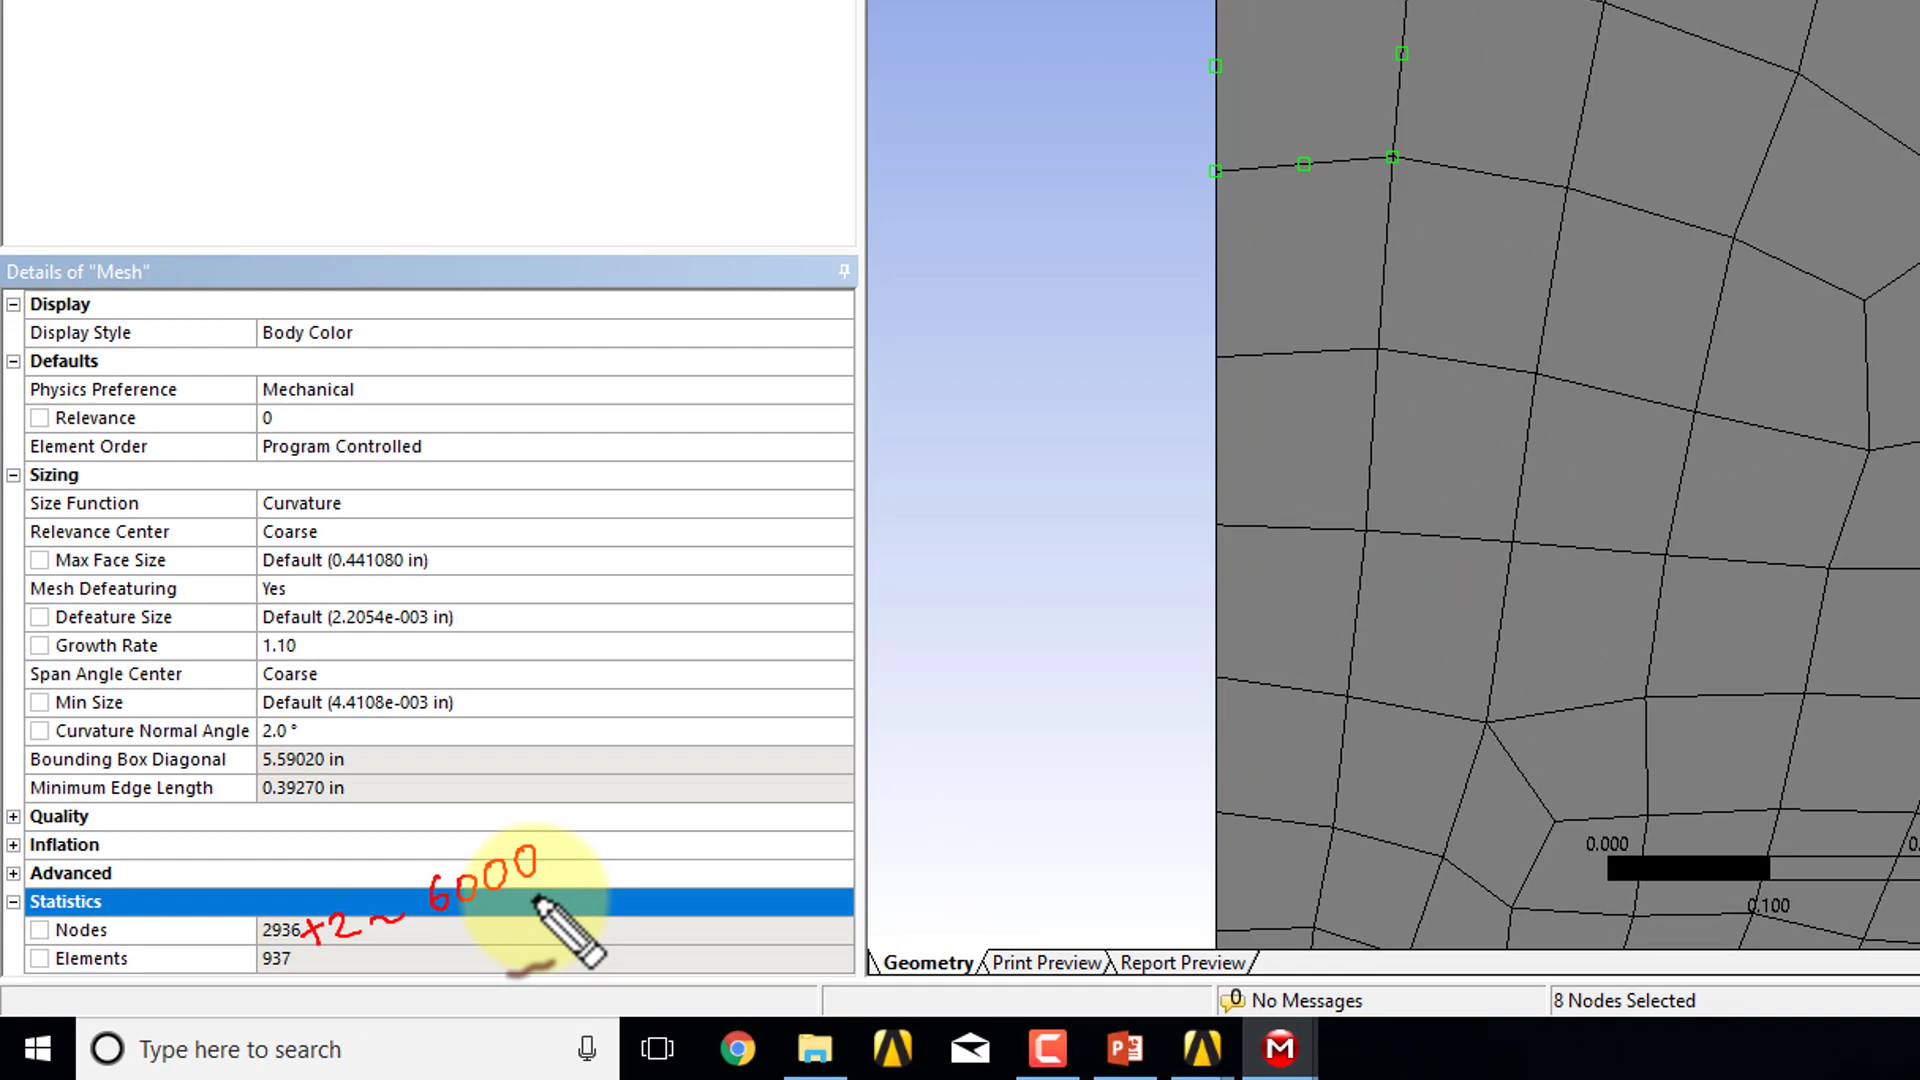 Details of "Mesh"
Display
Display Style Body Color
Defaults
Physics Preference Mechanical
Relevance 0
Element Order Program Controlled
Sizing
Size Function Curvature
Relevance Center Coarse
Max Face Size Default (0.441080 in)
Mesh Defeaturing Yes
Defeature Size Default (2.2054e-003 in)
Growth Rate 1.10
Span Angle Center Coarse
Min Size Default (4.4108e-003 in)
Curvature Normal Angle 2.0 °
Bounding Box Diagonal 5.59020 in
Minimum Edge Length 0.39270 in
Quality
Inflation
Advanced
Statistics
Nodes 2936 ×2 ~ 6000
Elements 937
0.000 0.
0.100
Geometry Print Preview Report Preview
0 No Messages 8 Nodes Selected
Type here to search